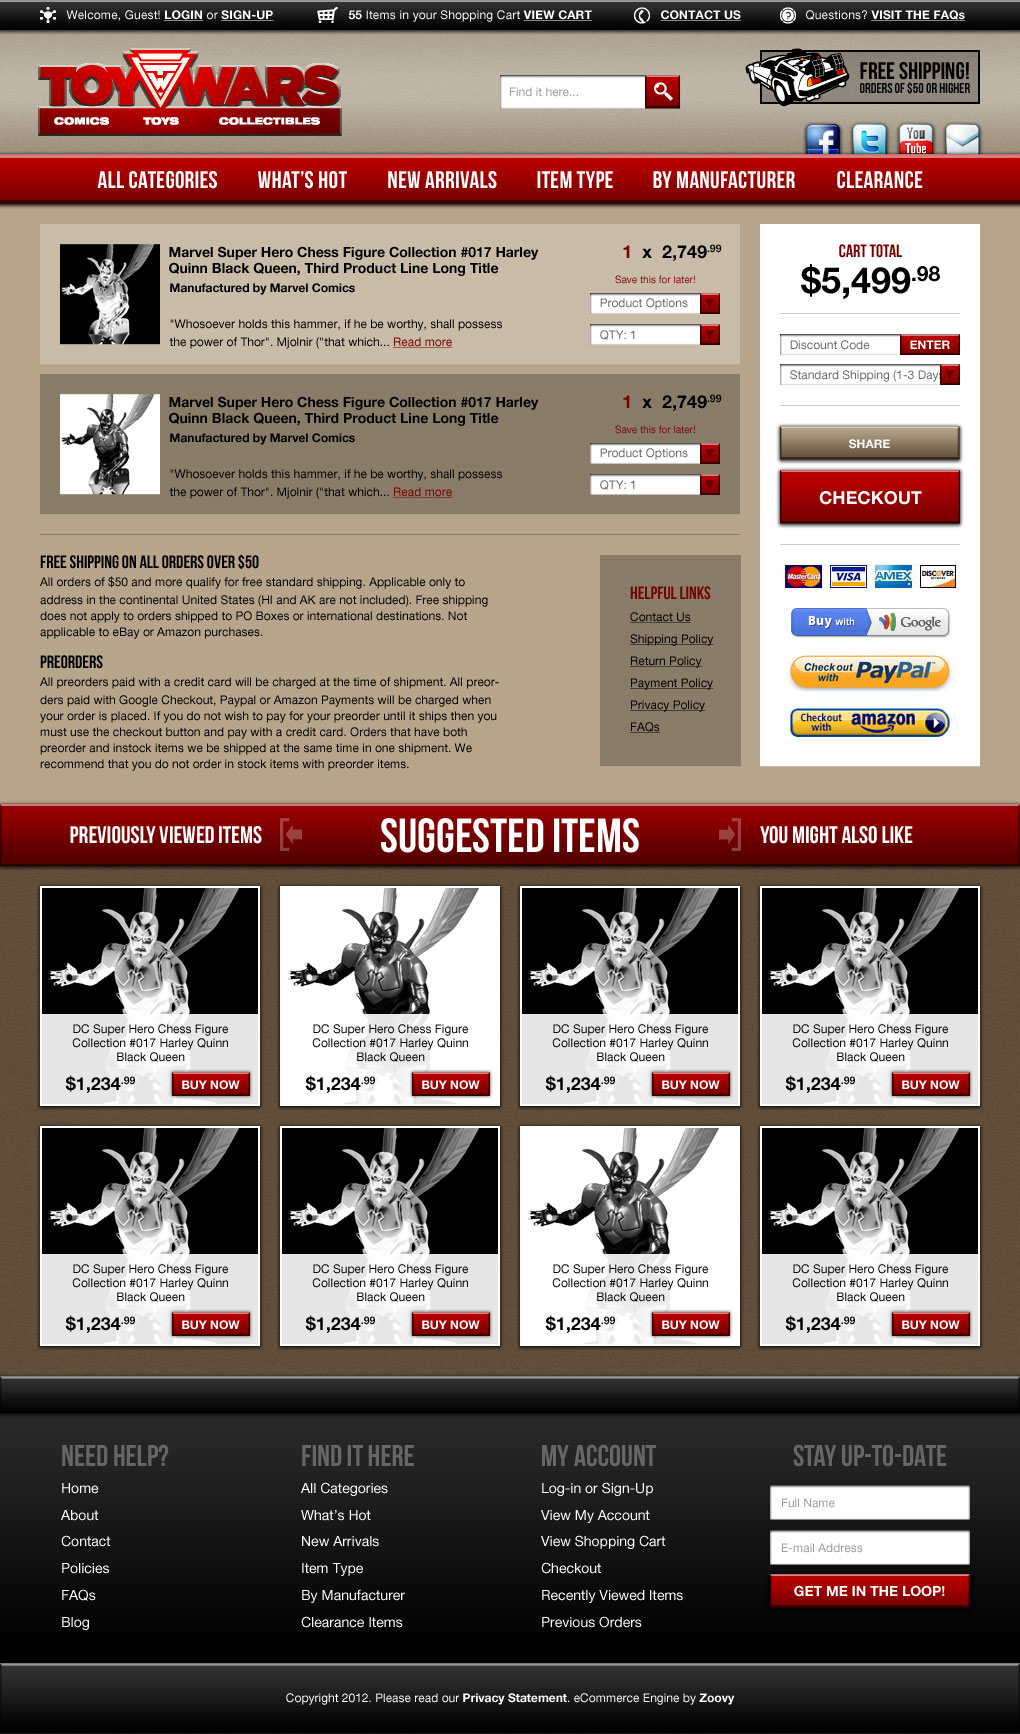 Welcome, Guest! LOGIN or SIGN-UP
55 Items in your Shopping Cart VIEW CART
CONTACT US
Questions? VISIT THE FAQs
TOY WARS
COMICS TOYS COLLECTIBLES
Find it here...
FREE SHIPPING!
ORDERS OF $50 OR HIGHER
You
Tube
ALL CATEGORIES WHAT'S HOT NEW ARRIVALS ITEM TYPE BY MANUFACTURER CLEARANCE
Marvel Super Hero Chess Figure Collection #017 Harley
Quinn Black Queen, Third Product Line Long Title
Manufactured by Marvel Comics
"Whosoever holds this hammer, if he be worthy, shall possess
the power of Thor". Mjolnir ("that which... Read more
1 x 2,749.99
Save this for later!
Product Options
QTY: 1
Marvel Super Hero Chess Figure Collection #017 Harley
Quinn Black Queen, Third Product Line Long Title
Manufactured by Marvel Comics
"Whosoever holds this hammer, if he be worthy, shall possess
the power of Thor". Mjolnir ("that which... Read more
1 x 2,749.99
Save this for later!
Product Options
QTY: 1
CART TOTAL
$5,499.98
Discount Code ENTER
Standard Shipping (1-3 Days
SHARE
CHECKOUT
MasterCard VISA AMEX DISCOVER
Buy with Google
Check out with PayPal
Checkout with amazon
FREE SHIPPING ON ALL ORDERS OVER $50
All orders of $50 and more qualify for free standard shipping. Applicable only to
address in the continental United States (HI and AK are not included). Free shipping
does not apply to orders shipped to PO Boxes or international destinations. Not
applicable to eBay or Amazon purchases.
PREORDERS
All preorders paid with a credit card will be charged at the time of shipment. All preor-
ders paid with Google Checkout, Paypal or Amazon Payments will be charged when
your order is placed. If you do not wish to pay for your preorder until it ships then you
must use the checkout button and pay with a credit card. Orders that have both
preorder and instock items we be shipped at the same time in one shipment. We
recommend that you do not order in stock items with preorder items.
HELPFUL LINKS
Contact Us
Shipping Policy
Return Policy
Payment Policy
Privacy Policy
FAQs
PREVIOUSLY VIEWED ITEMS
SUGGESTED ITEMS
YOU MIGHT ALSO LIKE
DC Super Hero Chess Figure
Collection #017 Harley Quinn
Black Queen
$1,234.99 BUY NOW
DC Super Hero Chess Figure
Collection #017 Harley Quinn
Black Queen
$1,234.99 BUY NOW
DC Super Hero Chess Figure
Collection #017 Harley Quinn
Black Queen
$1,234.99 BUY NOW
DC Super Hero Chess Figure
Collection #017 Harley Quinn
Black Queen
$1,234.99 BUY NOW
DC Super Hero Chess Figure
Collection #017 Harley Quinn
Black Queen
$1,234.99 BUY NOW
DC Super Hero Chess Figure
Collection #017 Harley Quinn
Black Queen
$1,234.99 BUY NOW
DC Super Hero Chess Figure
Collection #017 Harley Quinn
Black Queen
$1,234.99 BUY NOW
DC Super Hero Chess Figure
Collection #017 Harley Quinn
Black Queen
$1,234.99 BUY NOW
NEED HELP?
Home
About
Contact
Policies
FAQs
Blog
FIND IT HERE
All Categories
What's Hot
New Arrivals
Item Type
By Manufacturer
Clearance Items
MY ACCOUNT
Log-in or Sign-Up
View My Account
View Shopping Cart
Checkout
Recently Viewed Items
Previous Orders
STAY UP-TO-DATE
Full Name
E-mail Address
GET ME IN THE LOOP!
Copyright 2012. Please read our Privacy Statement. eCommerce Engine by Zoovy